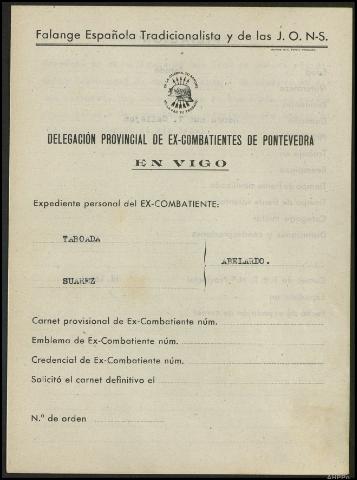 Falange Española Tradicionalista y de las J. O. N-S.
DELEGACIÓN PROVINCIAL DE EX-COMBATIENTES DE PONTEVEDRA
EN VIGO
Expediente personal del EX-COMBATIENTE:
TABOADA
ABELARDO.
SUAREZ
Carnet provisional de Ex-Combatiente núm.
Emblema de Ex-Combatiente núm.
Credencial de Ex-Combatiente núm.
Solicitó el carnet definitivo el
N.º de orden
AHPPo